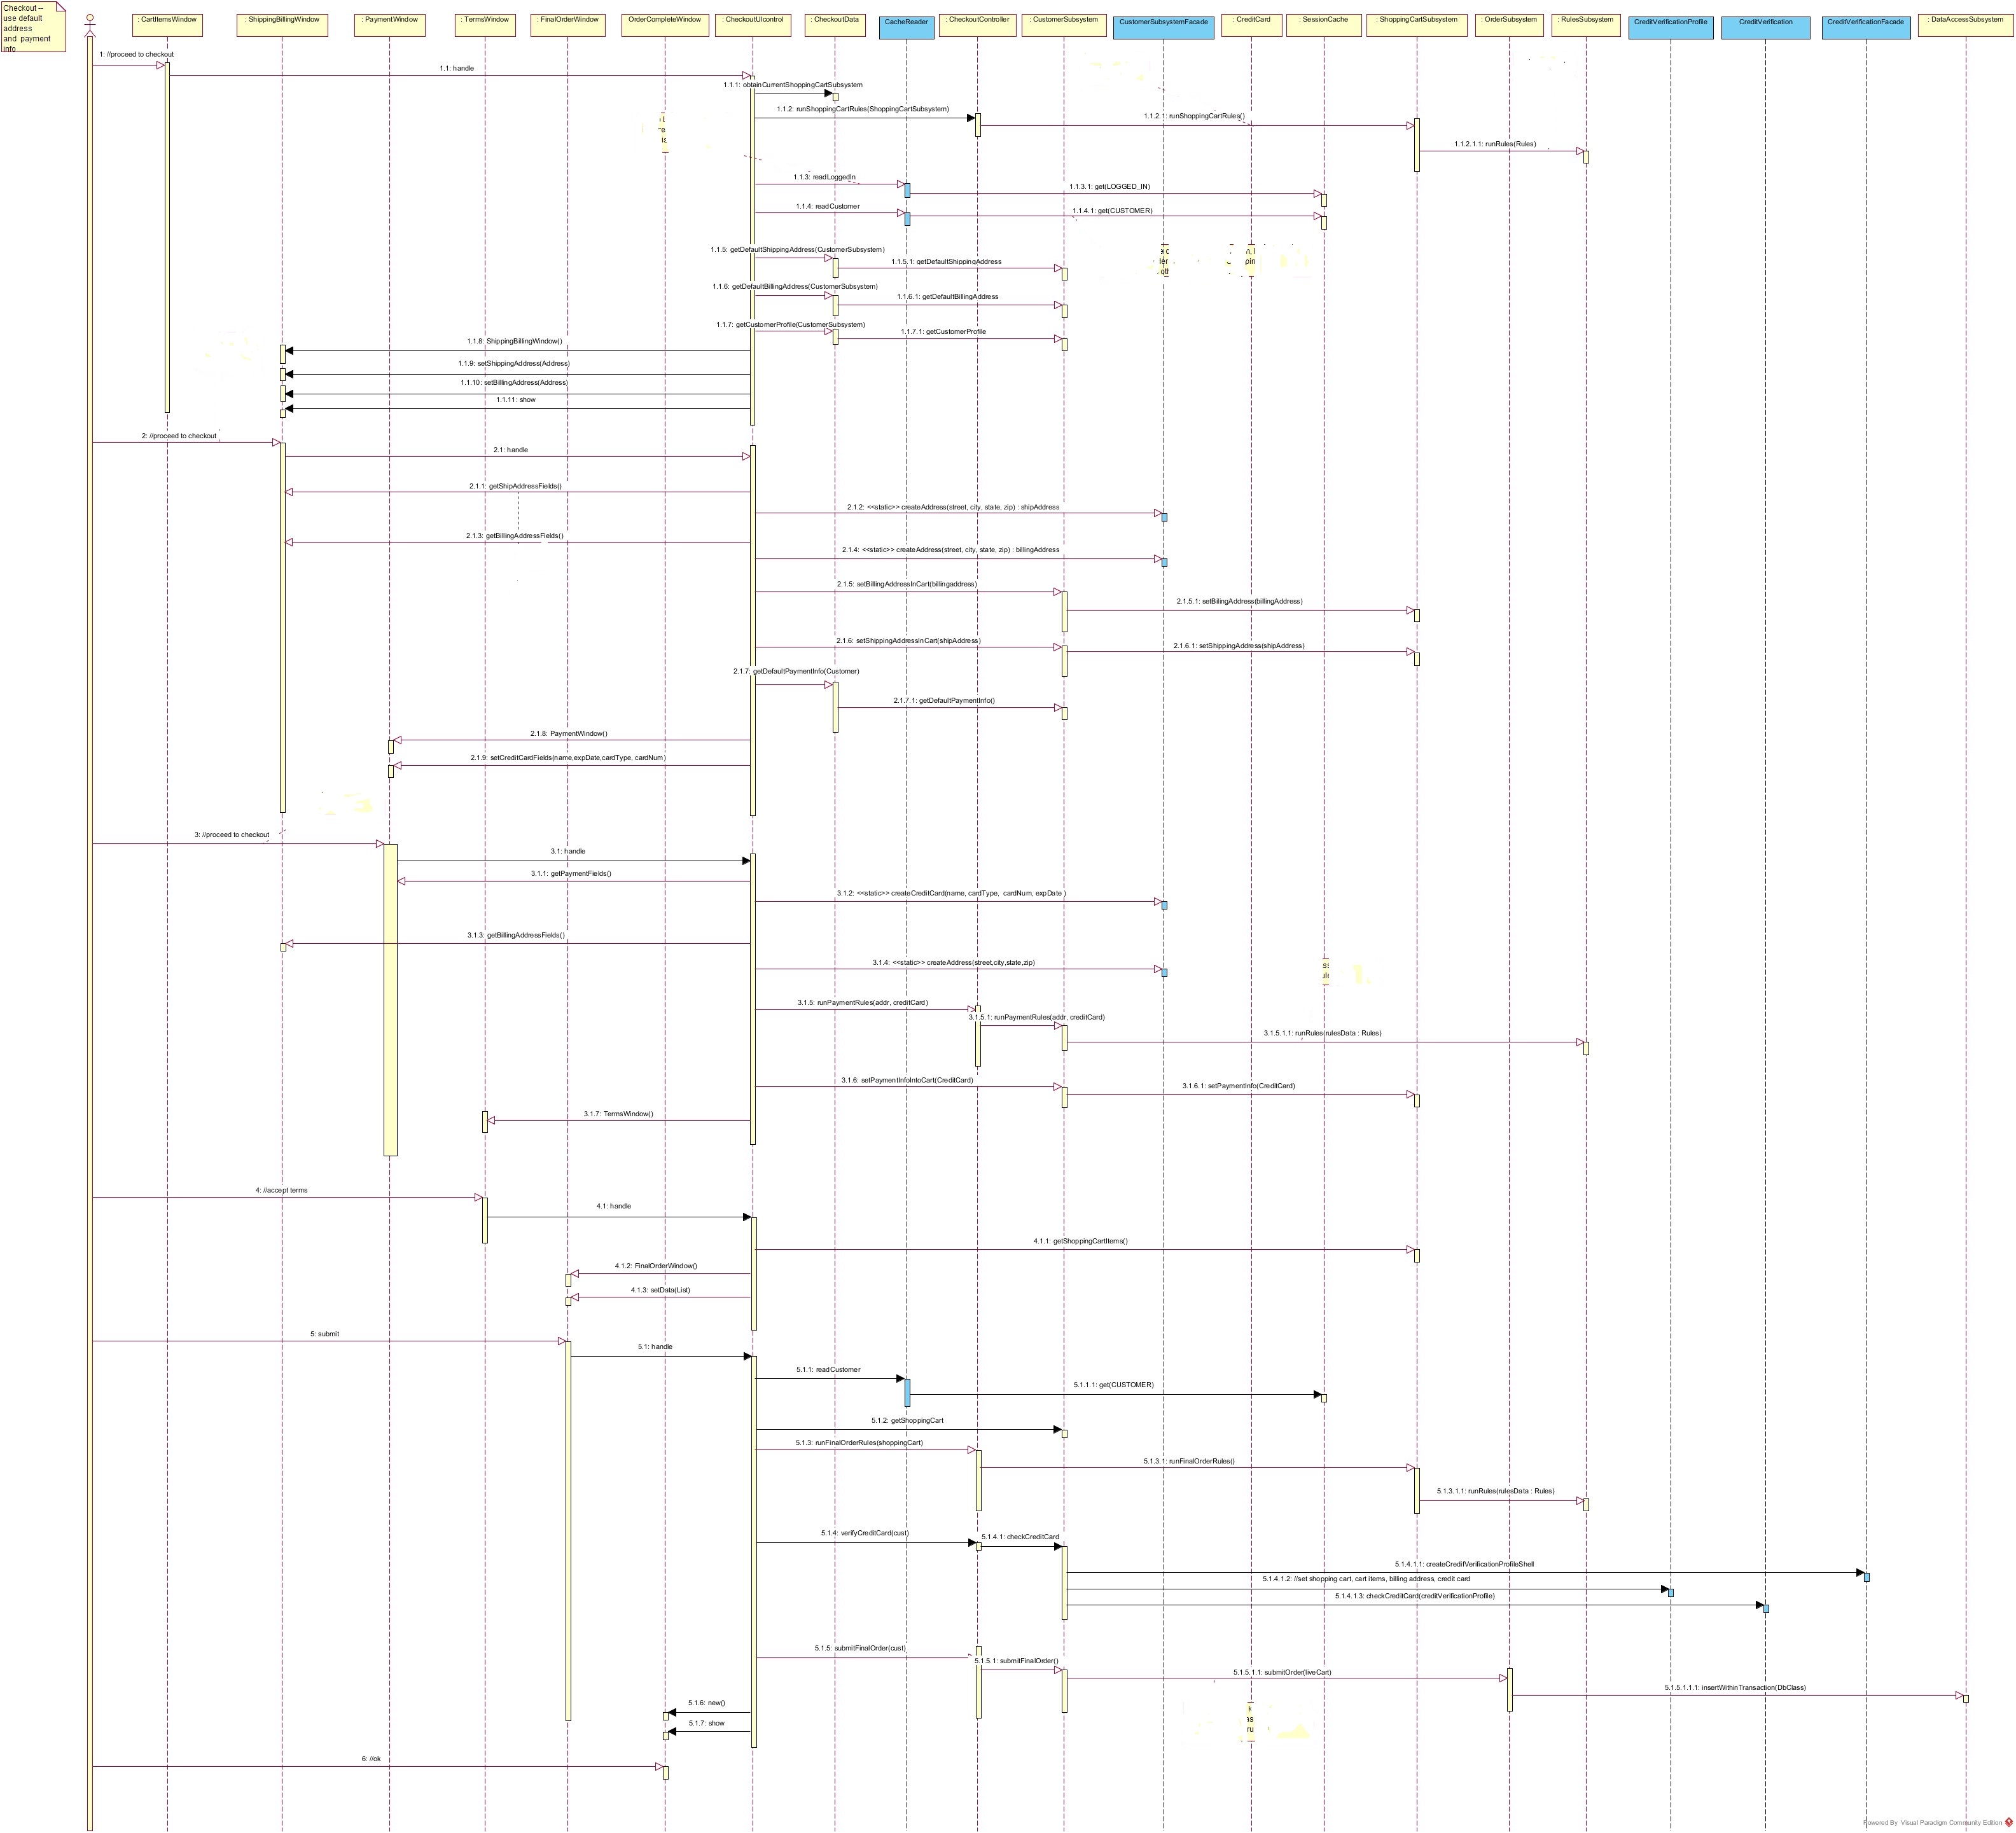 Checkout --
use default
address
and payment
info
: CartItemsWindow
: ShippingBillingWindow
: PaymentWindow
: TermsWindow
: FinalOrderWindow
OrderCompleteWindow
: CheckoutUIcontrol
: CheckoutData
CacheReader
: CheckoutController
: CustomerSubsystem
CustomerSubsystemFacade
: CreditCard
: SessionCache
: ShoppingCartSubsystem
: OrderSubsystem
: RulesSubsystem
CreditVerificationProfile
CreditVerification
CreditVerificationFacade
: DataAccessSubsystem
1: //proceed to checkout
1.1: handle
1.1.1: obtainCurrentShoppingCartSubsystem
1.1.2: runShoppingCartRules(ShoppingCartSubsystem)
1.1.2.1: runShoppingCartRules()
1.1.2.1.1: runRules(Rules)
1.1.3: readLoggedIn
1.1.3.1: get(LOGGED_IN)
1.1.4: readCustomer
1.1.4.1: get(CUSTOMER)
1.1.5: getDefaultShippingAddress(CustomerSubsystem)
1.1.5.1: getDefaultShippingAddress
1.1.6: getDefaultBillingAddress(CustomerSubsystem)
1.1.6.1: getDefaultBillingAddress
1.1.7: getCustomerProfile(CustomerSubsystem)
1.1.7.1: getCustomerProfile
1.1.8: ShippingBillingWindow()
1.1.9: setShippingAddress(Address)
1.1.10: setBillingAddress(Address)
1.1.11: show
2: //proceed to checkout
2.1: handle
2.1.1: getShipAddressFields()
2.1.2: <<static>> createAddress(street, city, state, zip) : shipAddress
2.1.3: getBillingAddressFields()
2.1.4: <<static>> createAddress(street, city, state, zip) : billingAddress
2.1.5: setBillingAddressInCart(billingaddress)
2.1.5.1: setBilingAddress(billingAddress)
2.1.6: setShippingAddressInCart(shipAddress)
2.1.6.1: setShippingAddress(shipAddress)
2.1.7: getDefaultPaymentInfo(Customer)
2.1.7.1: getDefaultPaymentInfo()
2.1.8: PaymentWindow()
2.1.9: setCreditCardFields(name,expDate,cardType, cardNum)
3: //proceed to checkout
3.1: handle
3.1.1: getPaymentFields()
3.1.2: <<static>> createCreditCard(name, cardType, cardNum, expDate )
3.1.3: getBillingAddressFields()
3.1.4: <<static>> createAddress(street,city,state,zip)
3.1.5: runPaymentRules(addr, creditCard)
3.1.5.1: runPaymentRules(addr, creditCard)
3.1.5.1.1: runRules(rulesData : Rules)
3.1.6: setPaymentInfoIntoCart(CreditCard)
3.1.6.1: setPaymentInfo(CreditCard)
3.1.7: TermsWindow()
4: //accept terms
4.1: handle
4.1.1: getShoppingCartItems()
4.1.2: FinalOrderWindow()
4.1.3: setData(List)
5: submit
5.1: handle
5.1.1: readCustomer
5.1.1.1: get(CUSTOMER)
5.1.2: getShoppingCart
5.1.3: runFinalOrderRules(shoppingCart)
5.1.3.1: runFinalOrderRules()
5.1.3.1.1: runRules(rulesData : Rules)
5.1.4: verifyCreditCard(cust)
5.1.4.1: checkCreditCard
5.1.4.1.1: createCreditVerificationProfileShell
5.1.4.1.2: //set shopping cart, cart items, billing address, credit card
5.1.4.1.3: checkCreditCard(creditVerificationProfile)
5.1.5: submitFinalOrder(cust)
5.1.5.1: submitFinalOrder()
5.1.5.1.1: submitOrder(liveCart)
5.1.5.1.1.1: insertWithinTransaction(DbClass)
5.1.6: new()
5.1.7: show
6: //ok
Powered By Visual Paradigm Community Edition